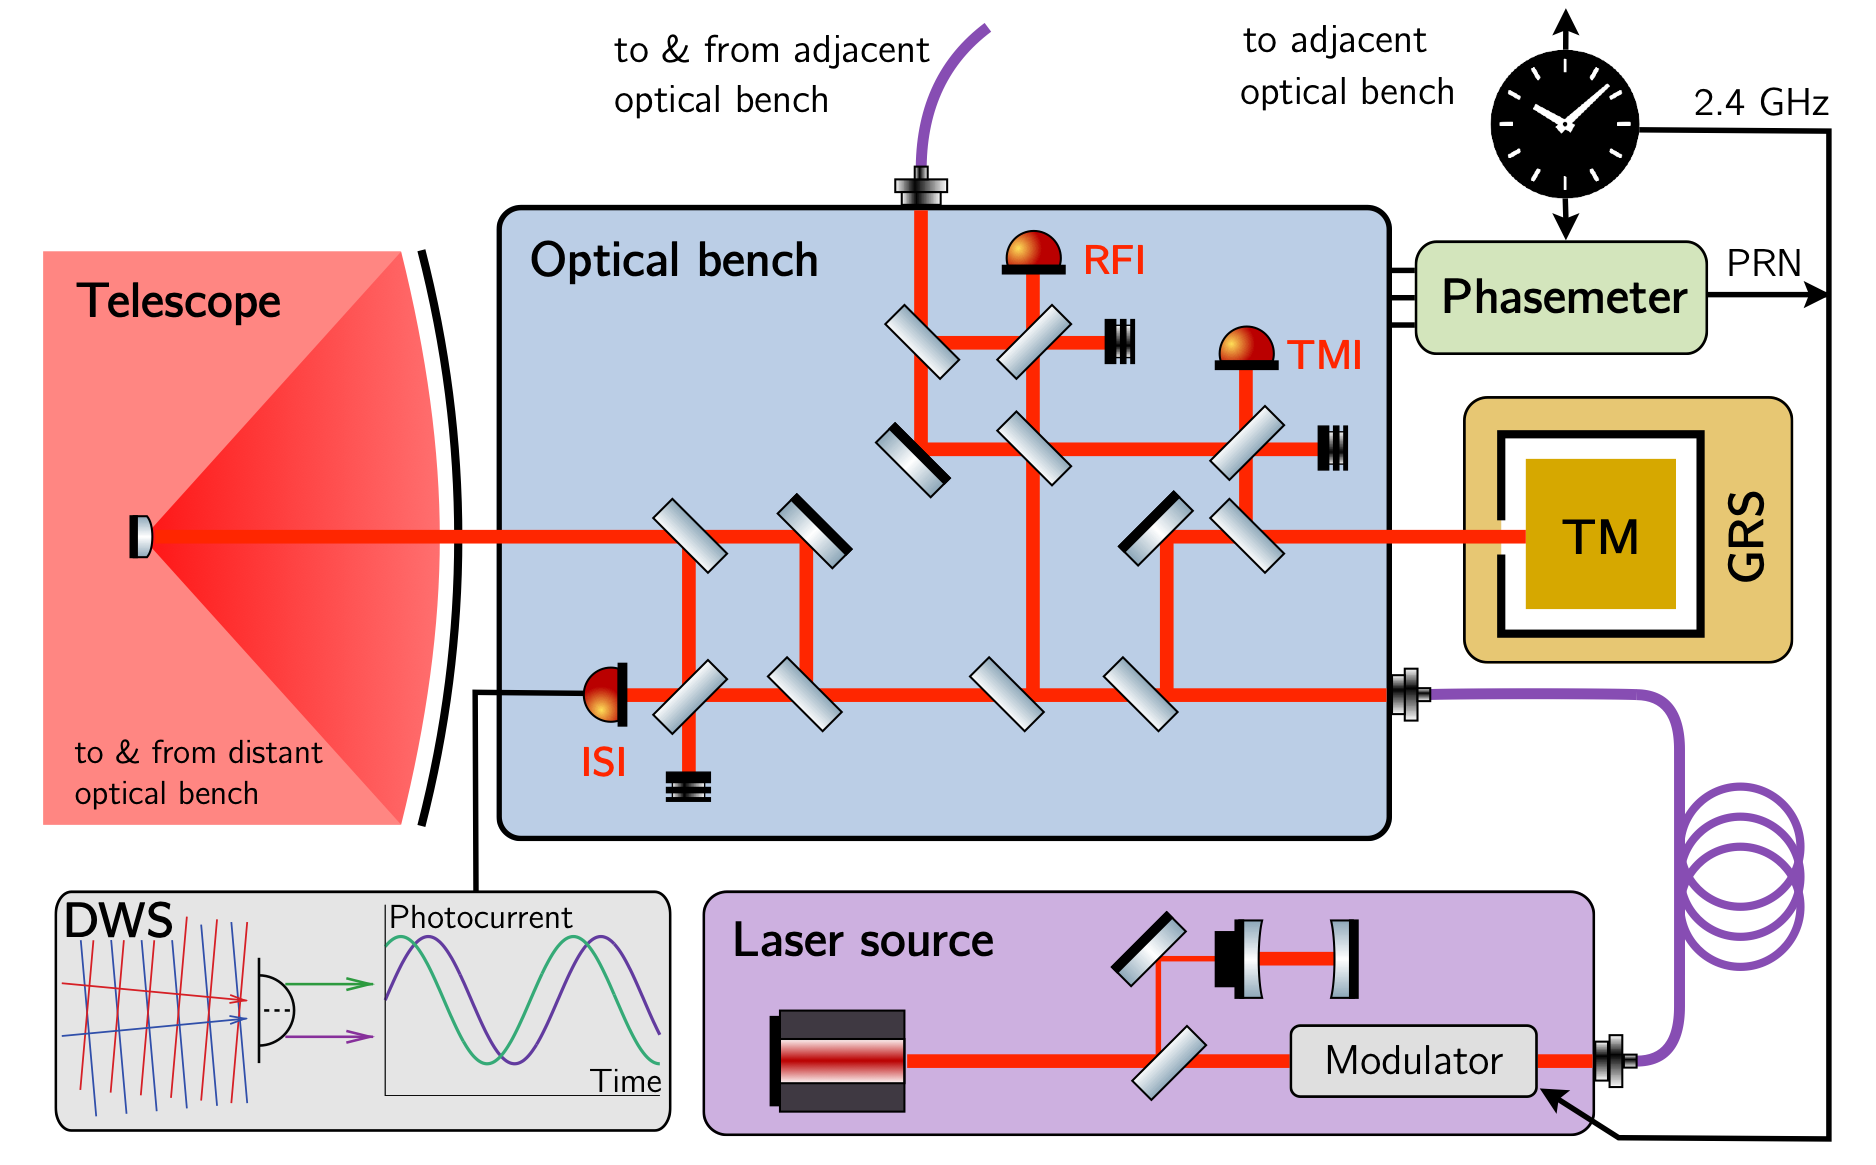 to & from adjacent
optical bench
to adjacent
optical bench
2.4 GHz
Optical bench
RFI
PRN
Phasemeter
Telescope
TMI
TM
GRS
to & from distant
optical bench
ISI
DWS
Photocurrent
Time
Laser source
Modulator